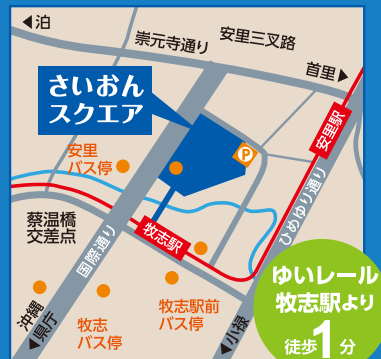 ◀泊
崇元寺通り
安里三叉路
首里▶
さいおん
スクエア
安里駅
P
安里
バス停
ひめゆり通り
蔡温橋
交差点
国際通り
牧志駅
沖縄
◀県庁
牧志
バス停
牧志駅前
バス停
◀小禄
ゆいレール
牧志駅より
徒歩1分